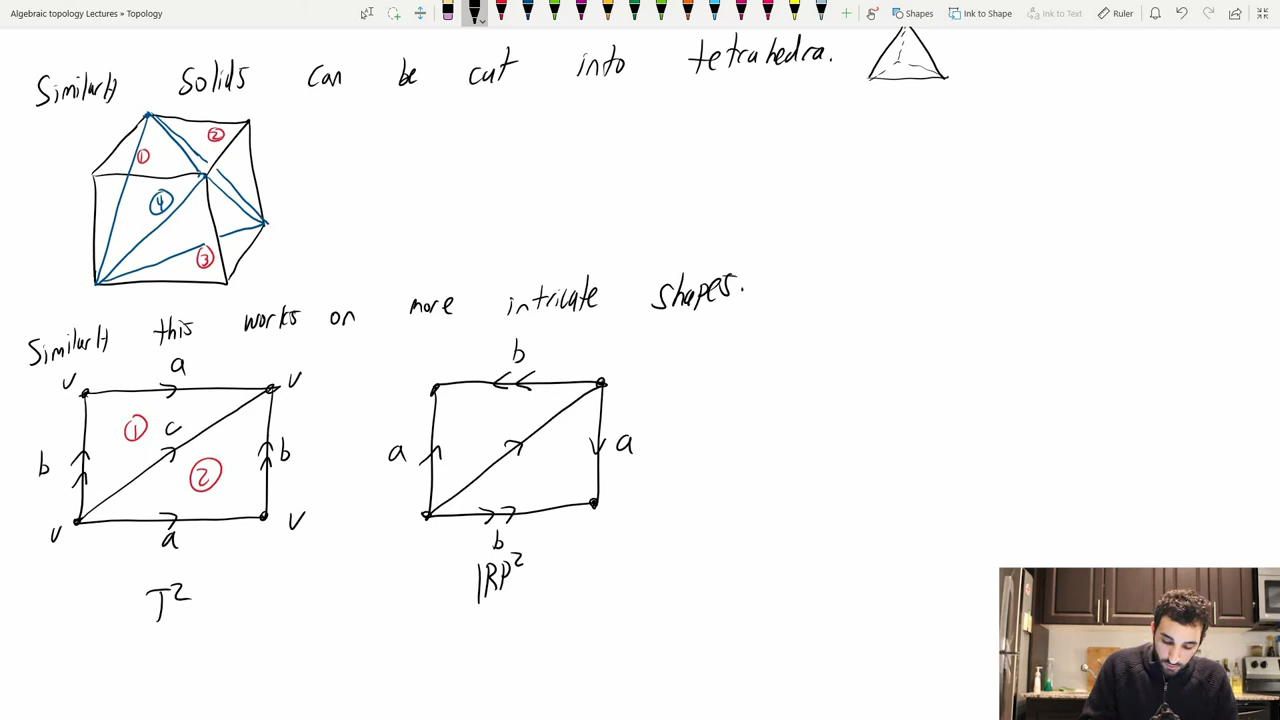 Algebraic topology Lectures » Topology
Shapes
Ink to Shape
Ink to Text
Ruler
Similarly solids can be cut into tetrahedra.
1
2
4
3
Similarly this works on more intricate shapes.
v a v
b 1 c 2 b
v a v
T²
b
a a
b
RP²